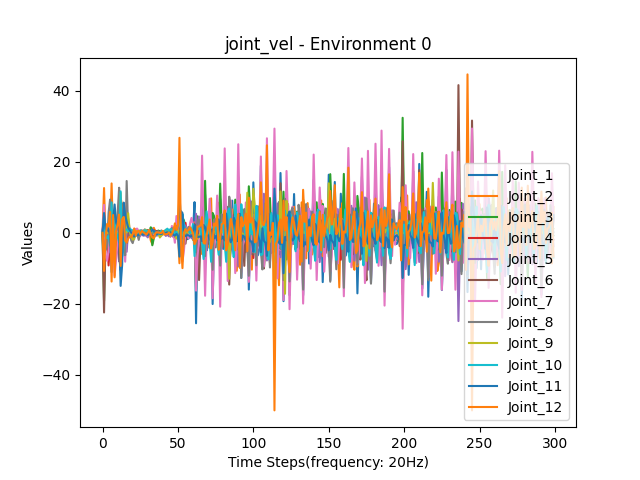 joint_vel - Environment 0
Values
40
20
0
−20
−40
0
50
100
150
200
250
300
Time Steps(frequency: 20Hz)
Joint_1
Joint_2
Joint_3
Joint_4
Joint_5
Joint_6
Joint_7
Joint_8
Joint_9
Joint_10
Joint_11
Joint_12